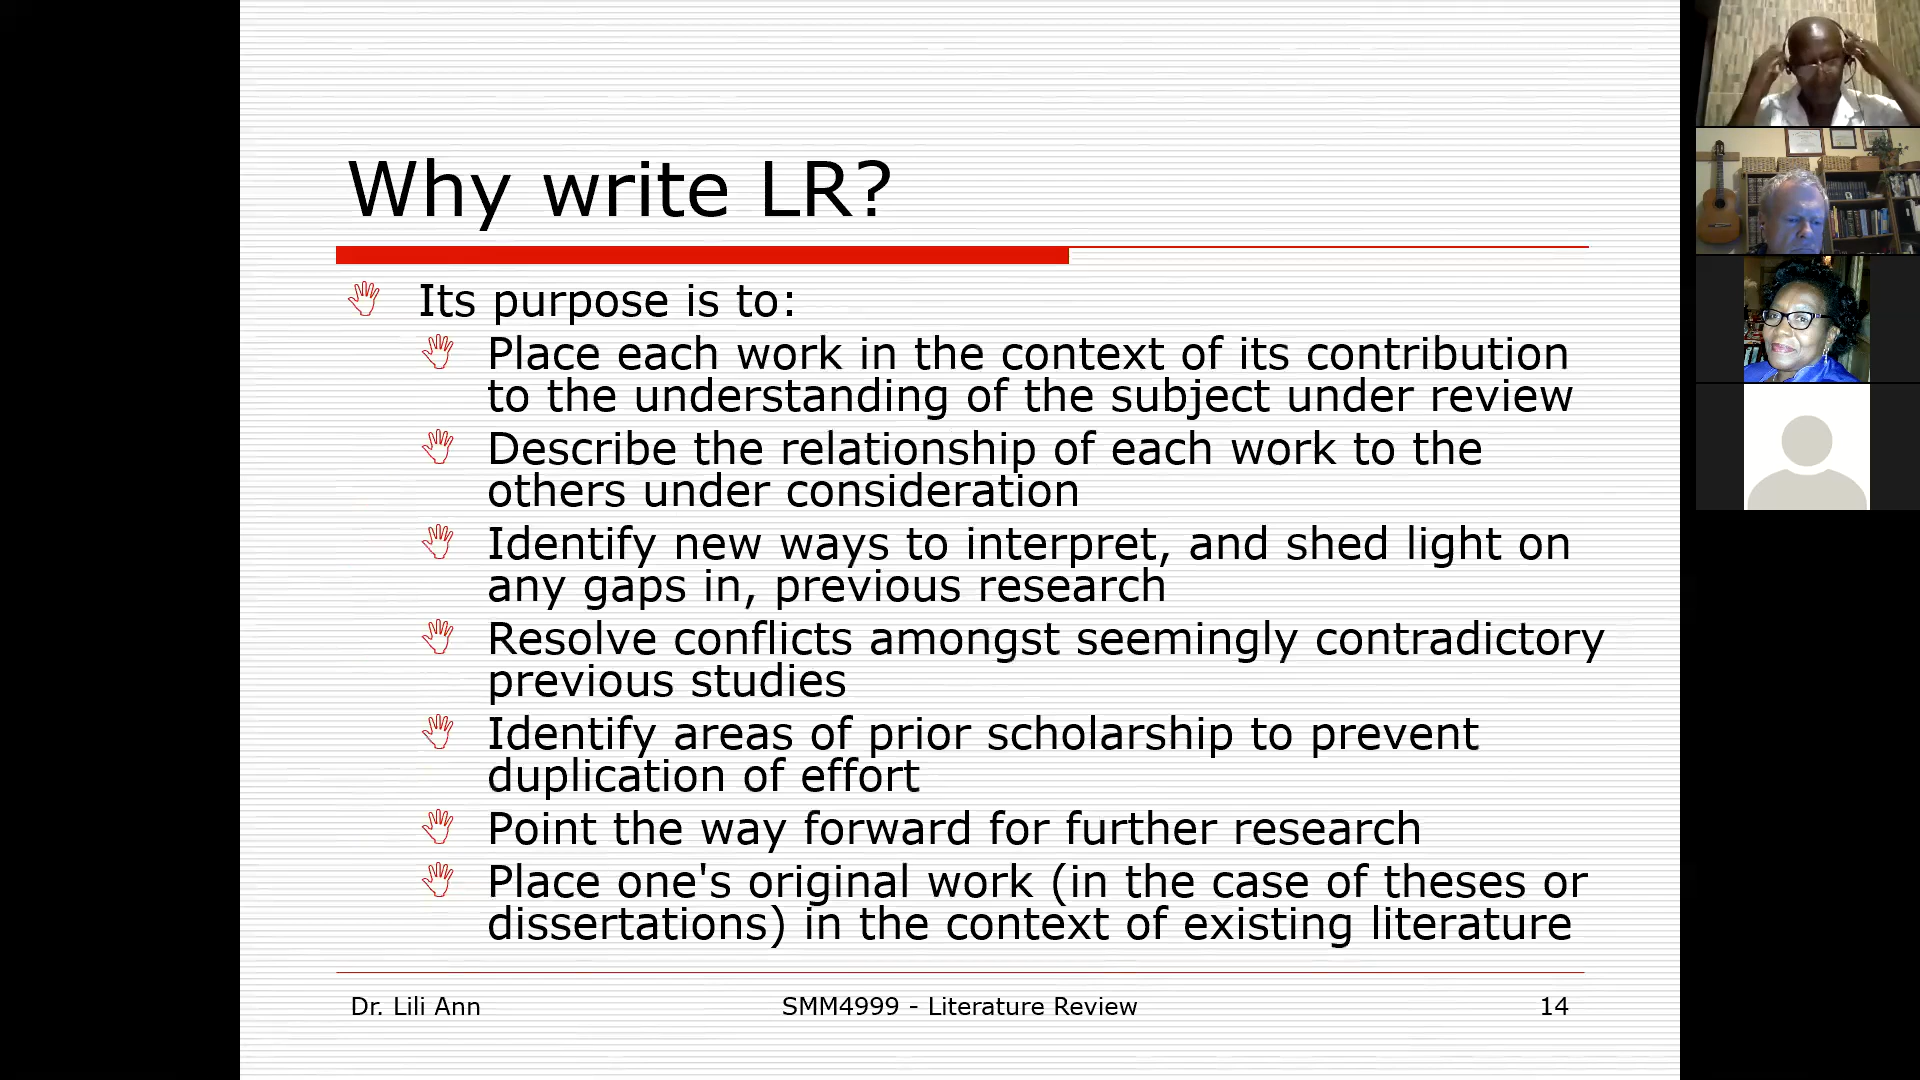 Why write LR?
Its purpose is to:
Place each work in the context of its contribution
to the understanding of the subject under review
Describe the relationship of each work to the
others under consideration
Identify new ways to interpret, and shed light on
any gaps in, previous research
Resolve conflicts amongst seemingly contradictory
previous studies
Identify areas of prior scholarship to prevent
duplication of effort
Point the way forward for further research
Place one's original work (in the case of theses or
dissertations) in the context of existing literature
Dr. Lili Ann
SMM4999 - Literature Review
14